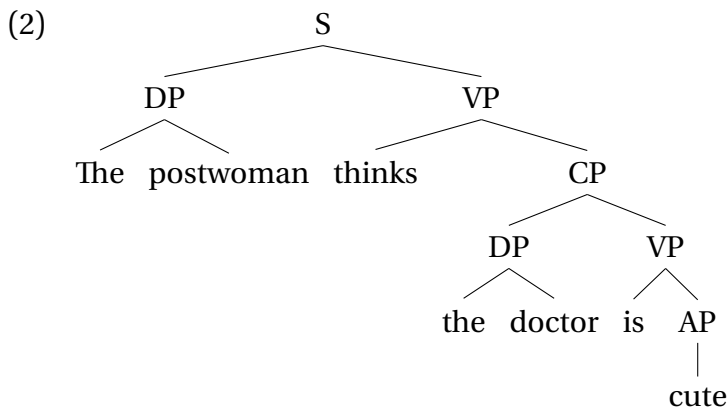 (2) S
DP VP
The postwoman thinks CP
DP VP
the doctor is AP
cute